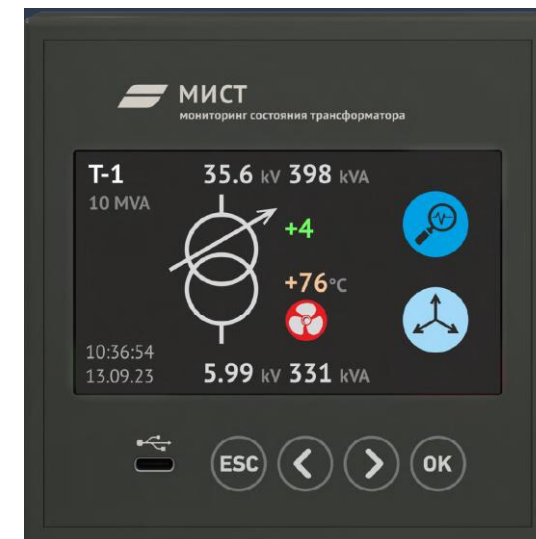 МИСТ
мониторинг состояния трансформатора
T-1
35.6 kV 398 kVA
10 MVA
+4
+76°C
10:36:54
13.09.23
5.99 kV 331 kVA
ESC
OK